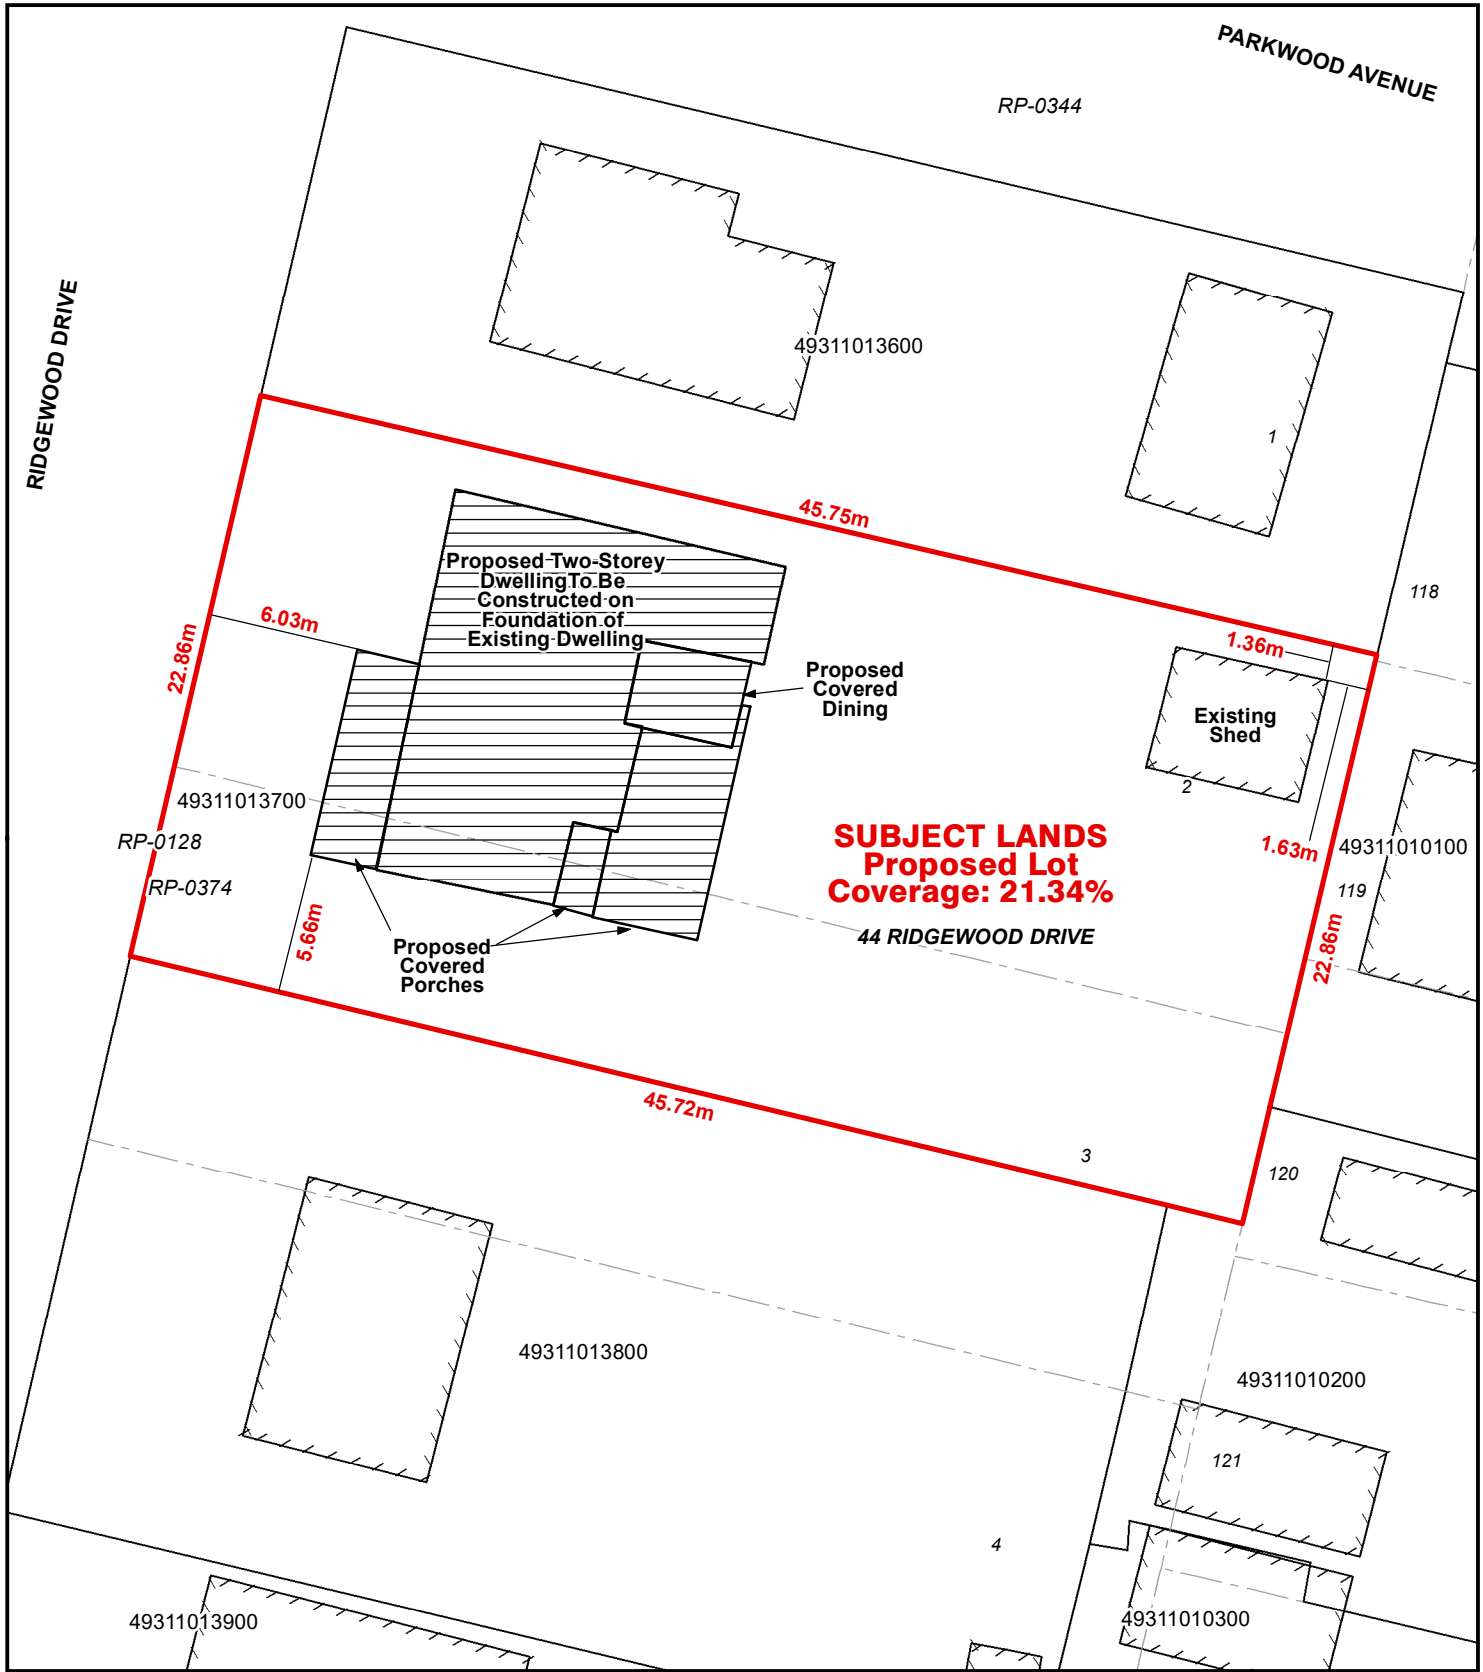 PARKWOOD AVENUE
RP-0344
RIDGEWOOD DRIVE
49311013600
1
45.75m
118
Proposed Two-Storey
DwellingTo Be
Constructed on
Foundation of
Existing Dwelling
6.03m
22.86m
1.36m
Proposed
Covered
Dining
Existing
Shed
2
49311013700
RP-0128
RP-0374
SUBJECT LANDS
Proposed Lot
Coverage: 21.34%
44 RIDGEWOOD DRIVE
1.63m
49311010100
119
22.86m
5.66m
Proposed
Covered
Porches
45.72m
3
120
49311013800
49311010200
121
4
49311013900
49311010300